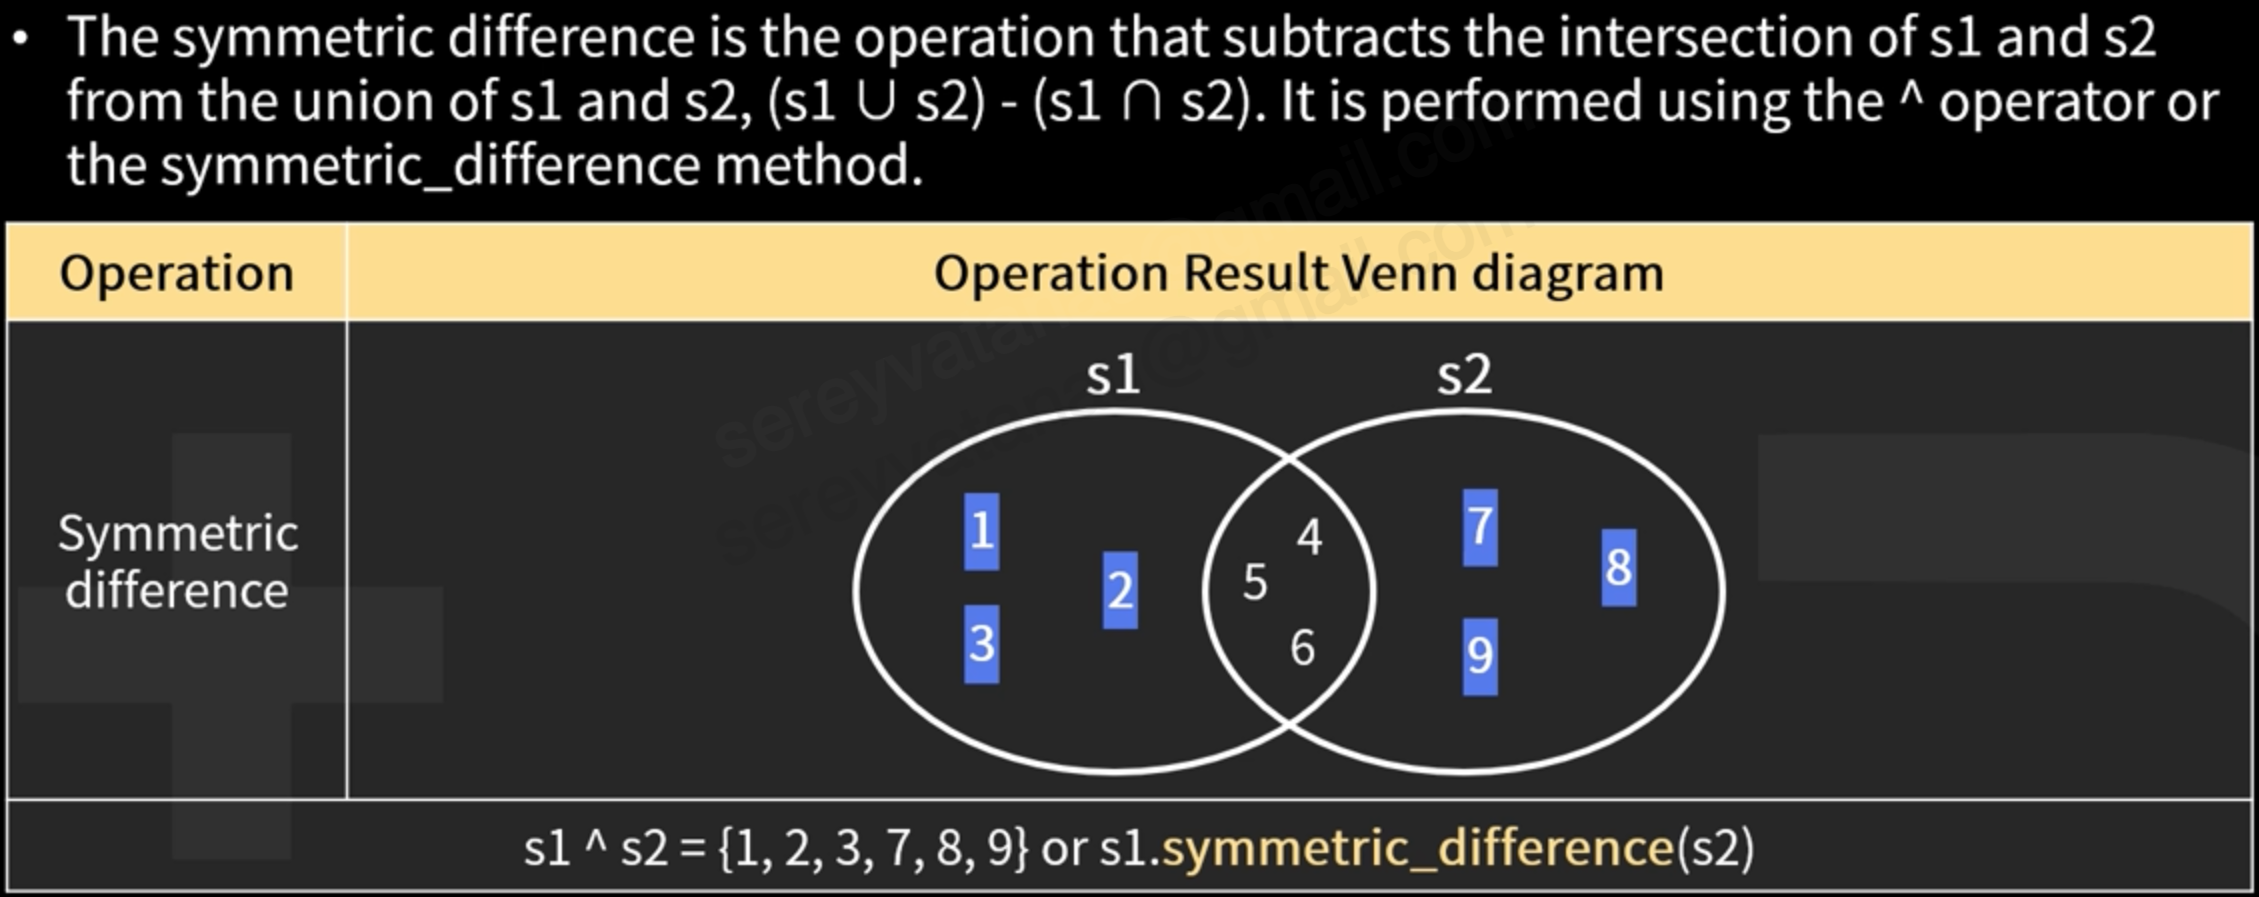 • The symmetric difference is the operation that subtracts the intersection of s1 and s2
from the union of s1 and s2, (s1 ∪ s2) - (s1 ∩ s2). It is performed using the ^ operator or
the symmetric_difference method.
Operation
Operation Result Venn diagram
Symmetric
difference
s1
s2
1
2
3
4
5
6
7
8
9
s1 ^ s2 = {1, 2, 3, 7, 8, 9} or s1.symmetric_difference(s2)